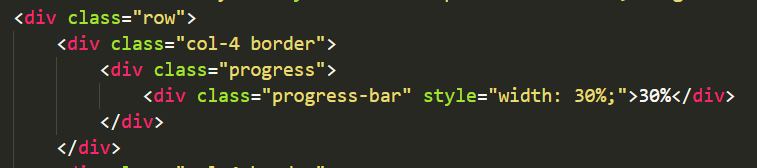 <div class="row">
<div class="col-4 border">
<div class="progress">
<div class="progress-bar" style="width: 30%;">30%</div>
</div>
</div>